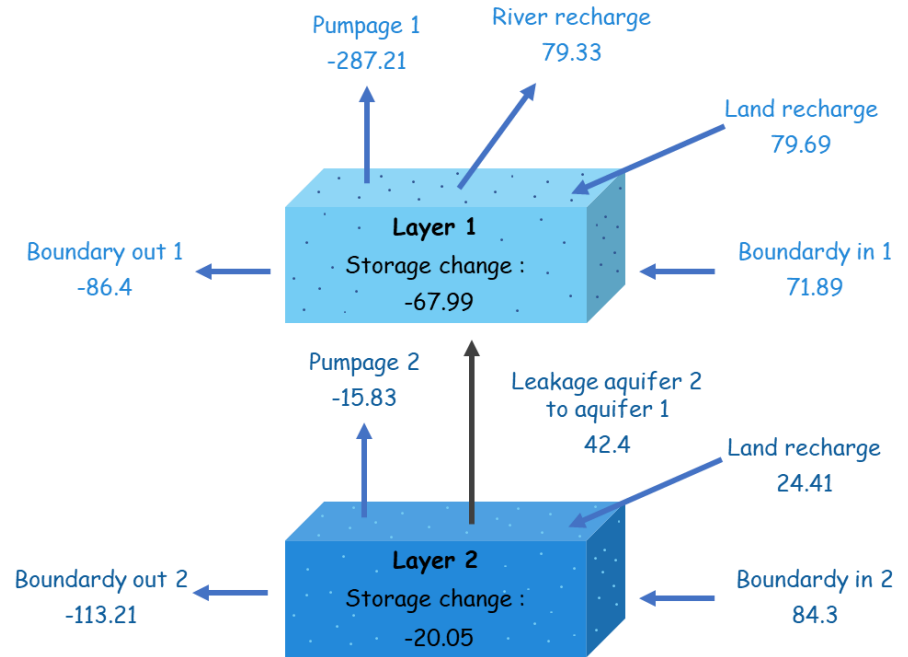 Pumpage 1
-287.21
River recharge
79.33
Land recharge
79.69
Layer 1
Storage change :
-67.99
Boundary out 1
-86.4
Boundardy in 1
71.89
Pumpage 2
-15.83
Leakage aquifer 2
to aquifer 1
42.4
Land recharge
24.41
Layer 2
Storage change :
-20.05
Boundardy out 2
-113.21
Boundardy in 2
84.3